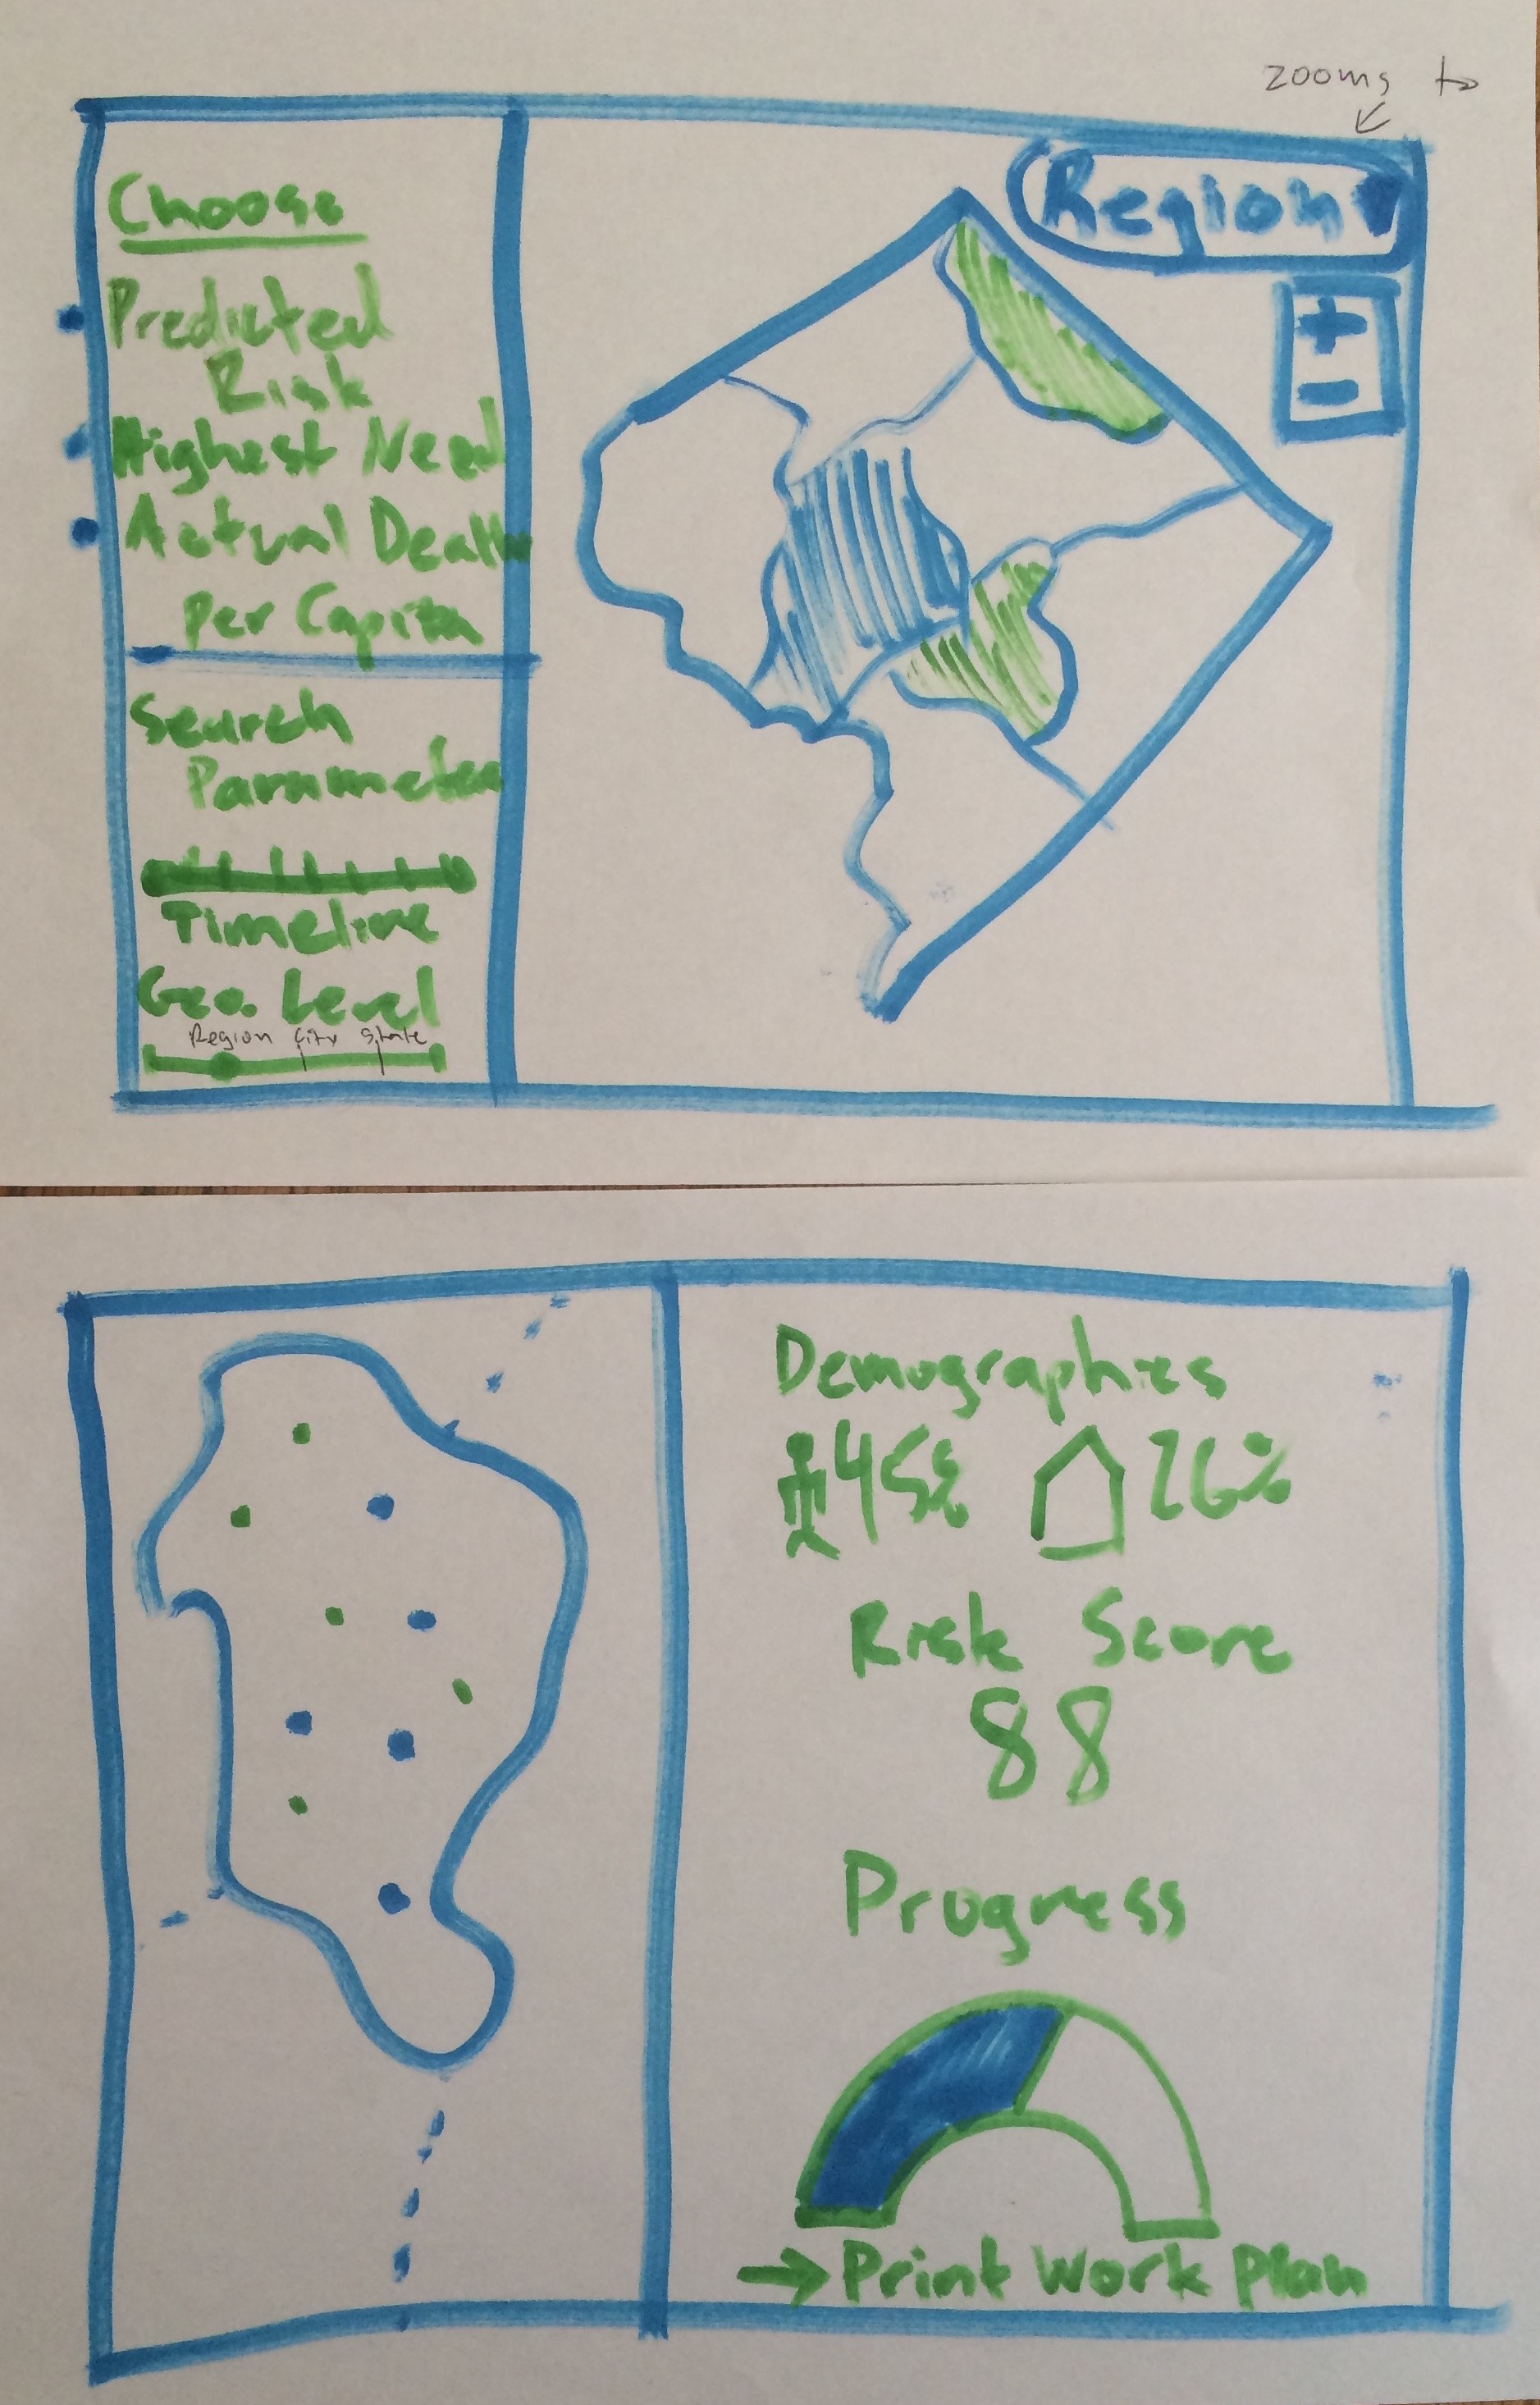 zooms to
Region
+
-
Choose
Predicted
Risk
Highest Need
Actual Death
per Capita
Search
Parameters
Timeline
Geo. Level
Region City State
Demographics
45% 26%
Risk Score
88
Progress
→ Print Work Plan